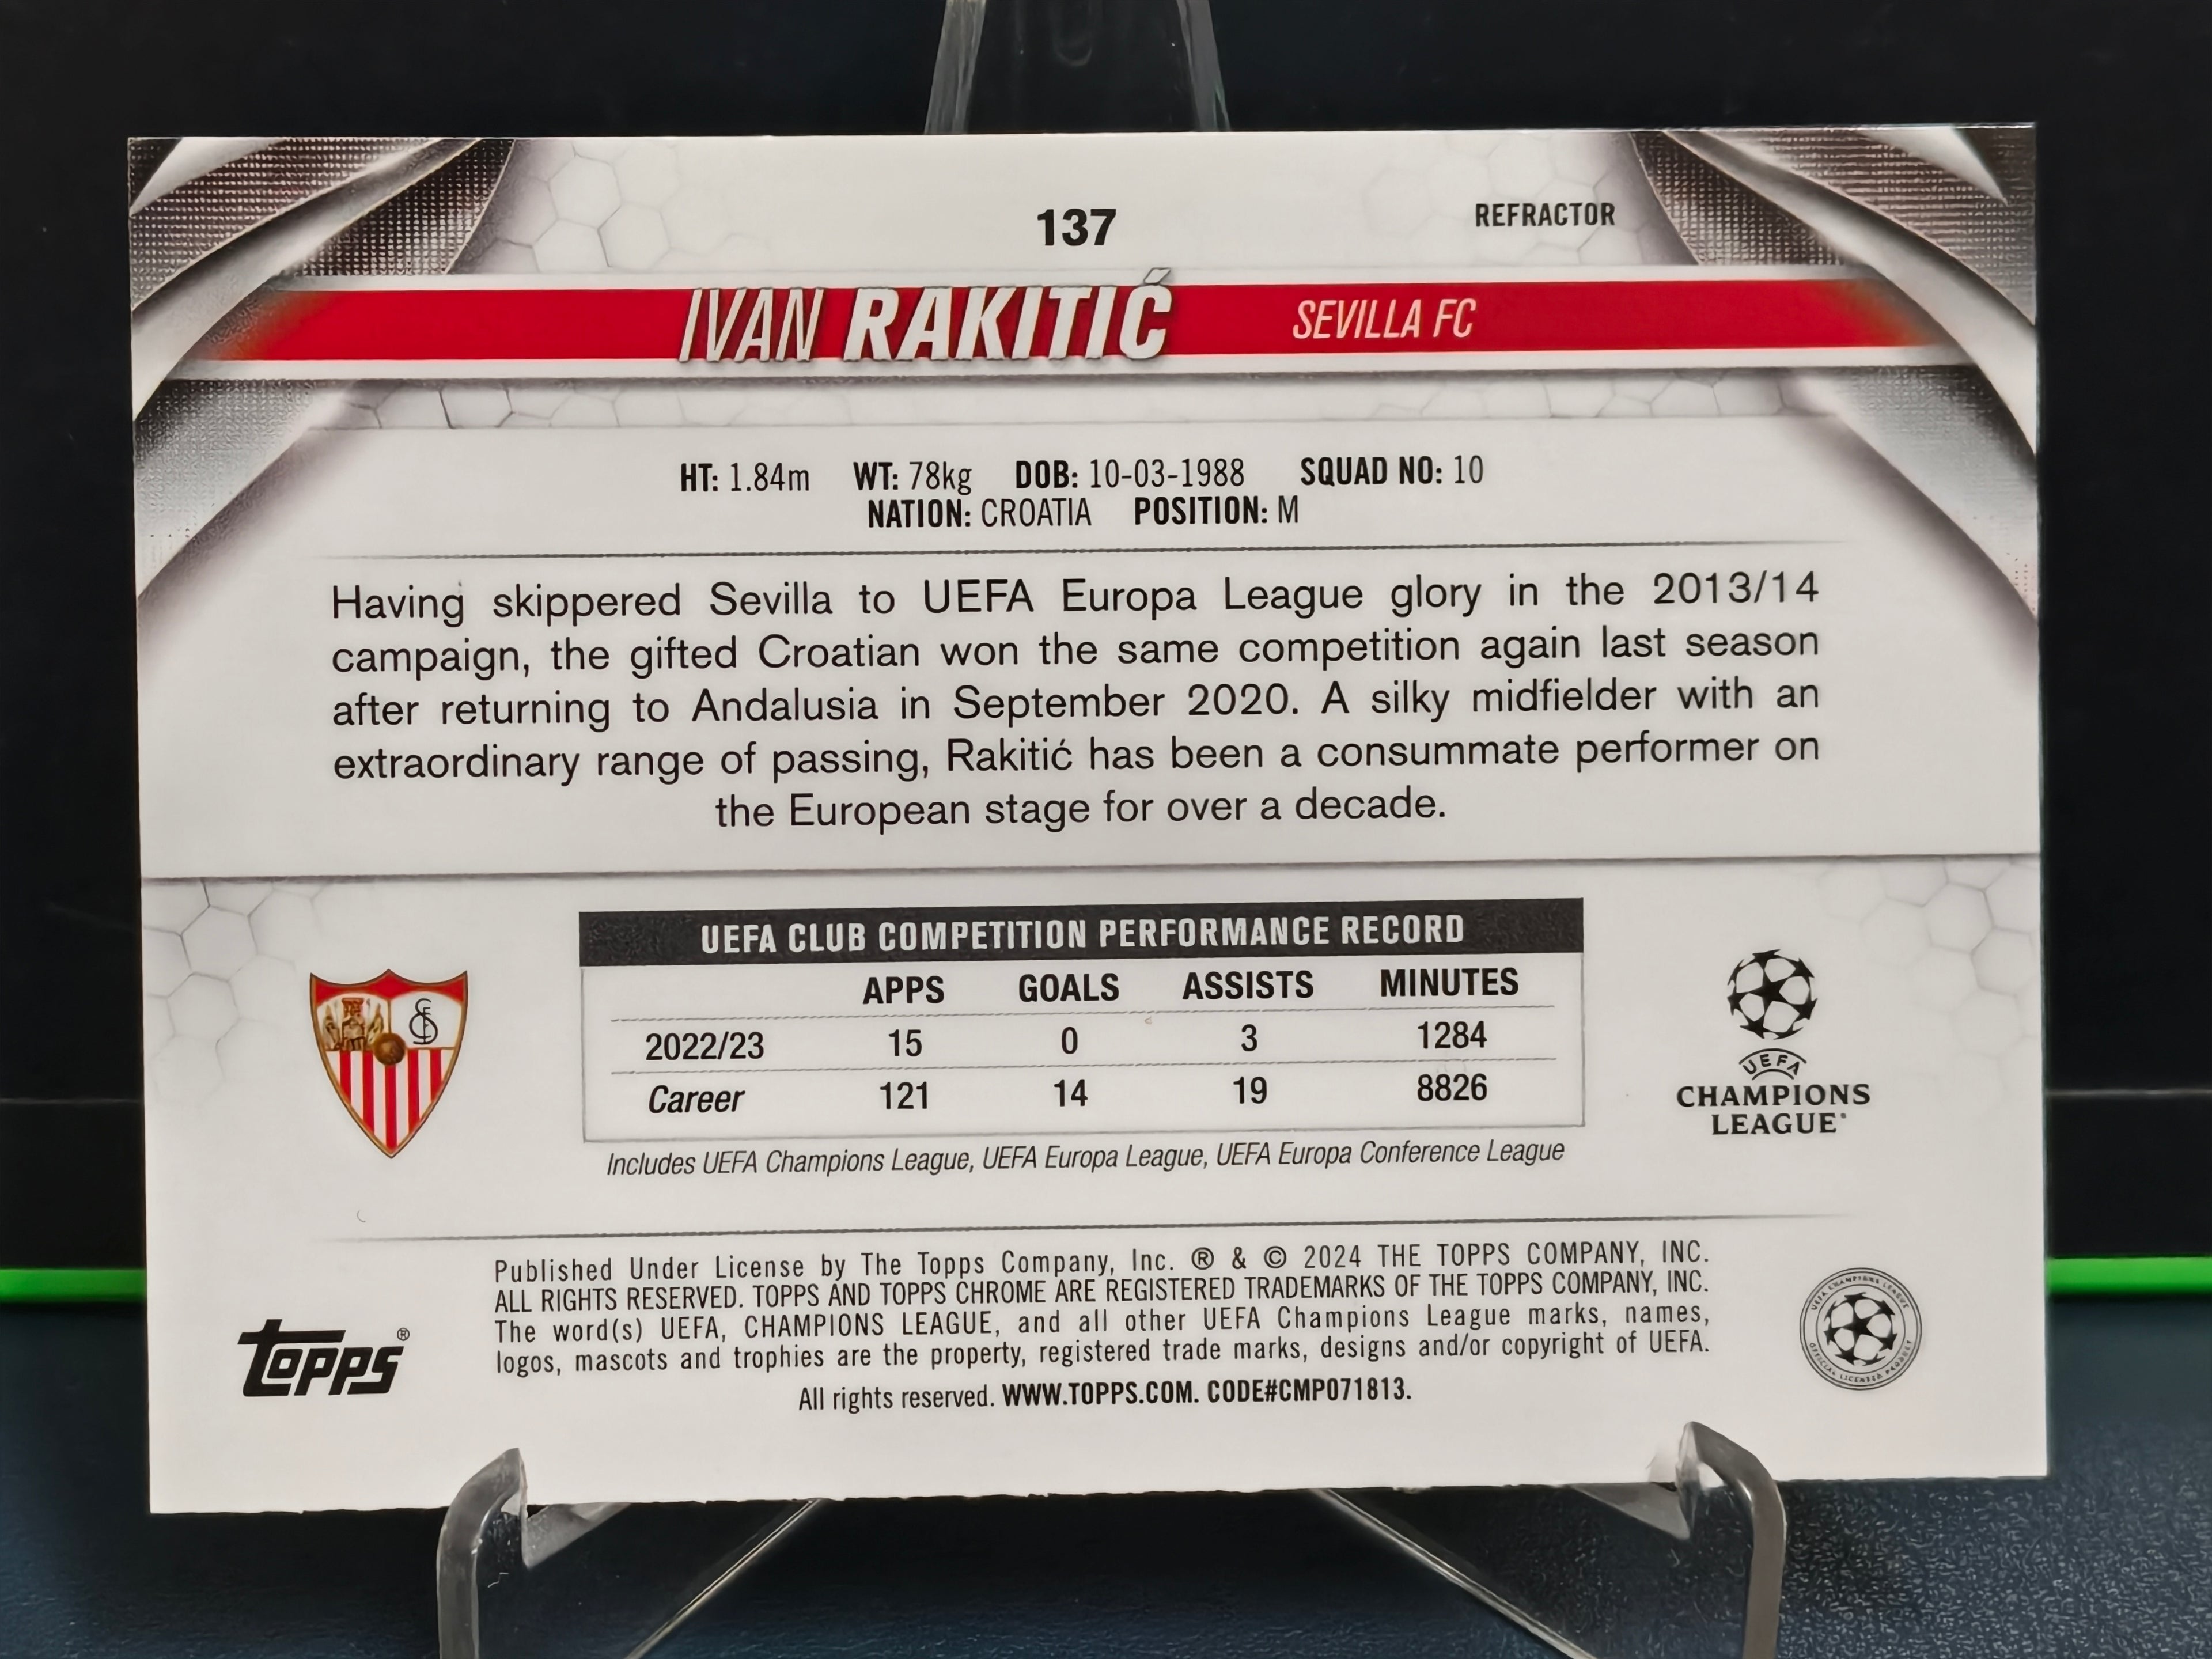 137
REFRACTOR
IVAN RAKITIĆ SEVILLA FC
HT: 1.84m WT: 78kg DOB: 10-03-1988 SQUAD NO: 10
NATION: CROATIA POSITION: M
Having skippered Sevilla to UEFA Europa League glory in the 2013/14
campaign, the gifted Croatian won the same competition again last season
after returning to Andalusia in September 2020. A silky midfielder with an
extraordinary range of passing, Rakitić has been a consummate performer on
the European stage for over a decade.
UEFA CLUB COMPETITION PERFORMANCE RECORD
APPS GOALS ASSISTS MINUTES
2022/23 15 0 3 1284
Career 121 14 19 8826
Includes UEFA Champions League, UEFA Europa League, UEFA Europa Conference League
UEFA
CHAMPIONS
LEAGUE®
Published Under License by The Topps Company, Inc. ® & © 2024 THE TOPPS COMPANY, INC.
ALL RIGHTS RESERVED. TOPPS AND TOPPS CHROME ARE REGISTERED TRADEMARKS OF THE TOPPS COMPANY, INC.
The word(s) UEFA, CHAMPIONS LEAGUE, and all other UEFA Champions League marks, names,
logos, mascots and trophies are the property, registered trade marks, designs and/or copyright of UEFA.
All rights reserved. WWW.TOPPS.COM. CODE#CMP071813.
topps®
UEFA CHAMPIONS LEAGUE
OFFICIAL LICENSED PRODUCT